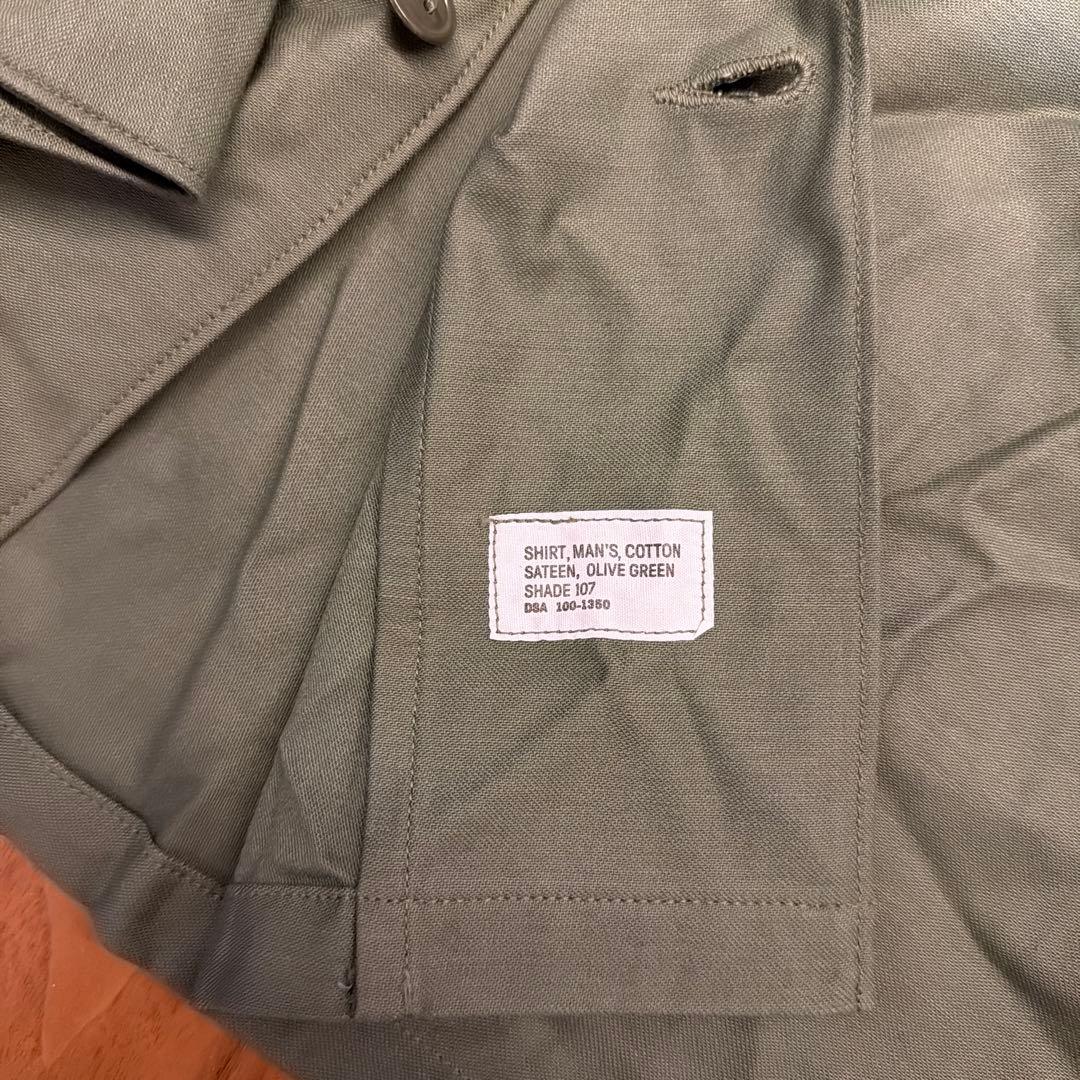 SHIRT, MAN'S, COTTON
SATEEN, OLIVE GREEN
SHADE 107
DSA 100-1350